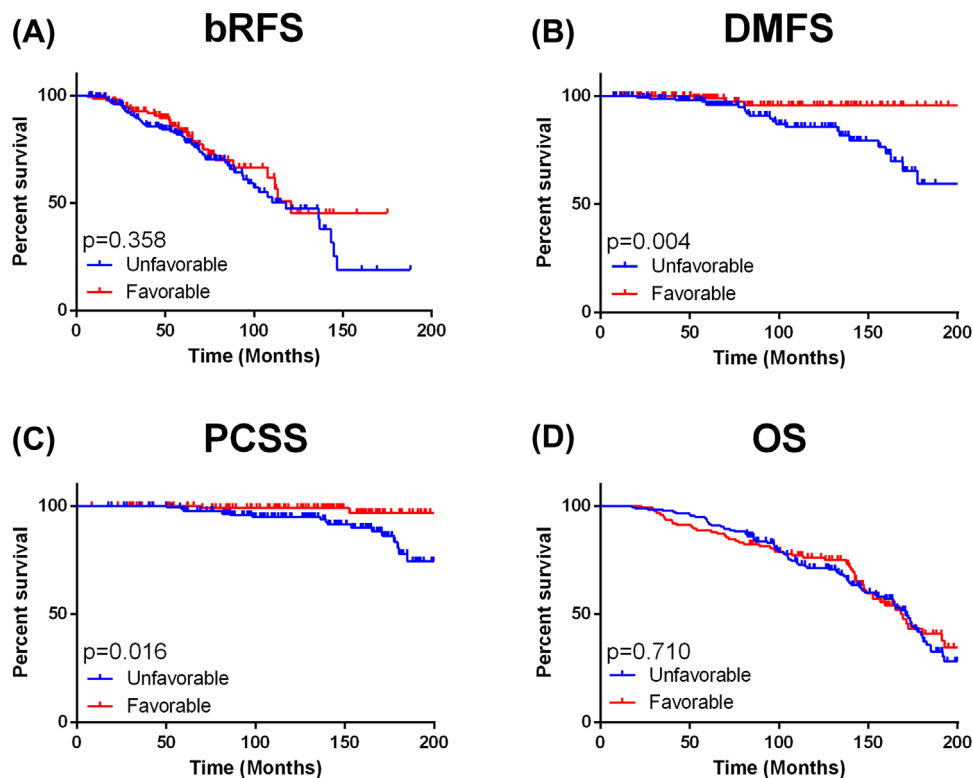 (A) bRFS
Percent survival
100
50
0
p=0.358
Unfavorable
Favorable
0 50 100 150 200
Time (Months)
(B) DMFS
Percent survival
100
50
0
p=0.004
Unfavorable
Favorable
0 50 100 150 200
Time (Months)
(C) PCSS
Percent survival
100
50
0
p=0.016
Unfavorable
Favorable
0 50 100 150 200
Time (Months)
(D) OS
Percent survival
100
50
0
p=0.710
Unfavorable
Favorable
0 50 100 150 200
Time (Months)